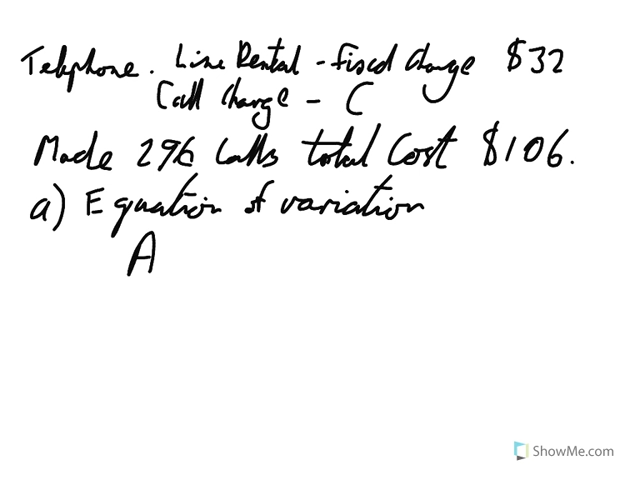 Telephone. Line Rental - Fixed Charge $32
Call charge - C
Made 296 Calls total Cost $106.
a) Equation of variation
A
ShowMe.com